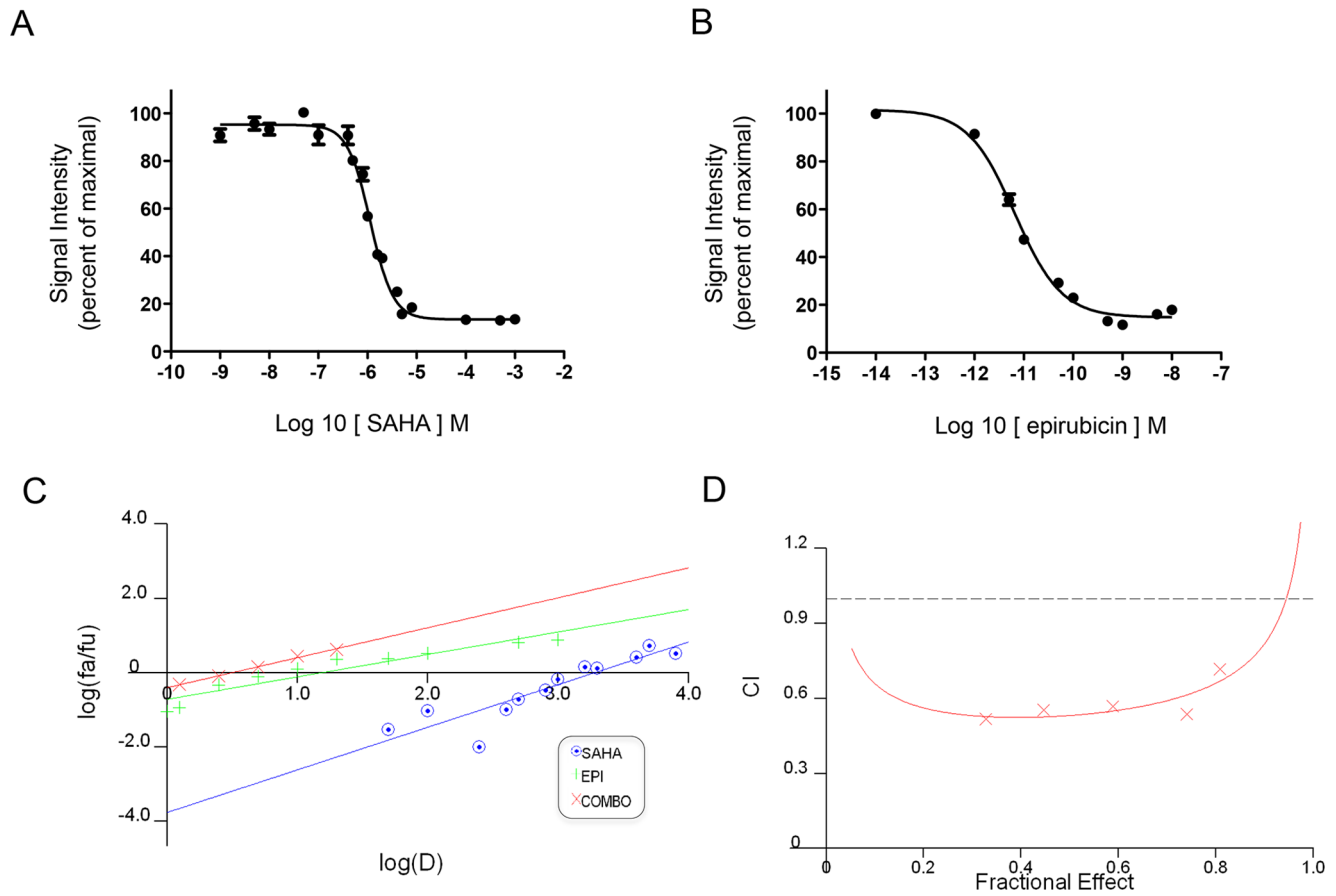 A
B
Signal Intensity
(percent of maximal)
100
80
60
40
20
0
-10 -9 -8 -7 -6 -5 -4 -3 -2
Log 10 [ SAHA ] M
Signal Intensity
(percent of maximal)
100
80
60
40
20
0
-15 -14 -13 -12 -11 -10 -9 -8 -7
Log 10 [ epirubicin ] M
C
D
log(fa/fu)
4.0
2.0
0
-2.0
-4.0
0 1.0 2.0 3.0 4.0
SAHA
EPI
COMBO
log(D)
CI
1.2
0.9
0.6
0.3
0
0 0.2 0.4 0.6 0.8 1.0
Fractional Effect